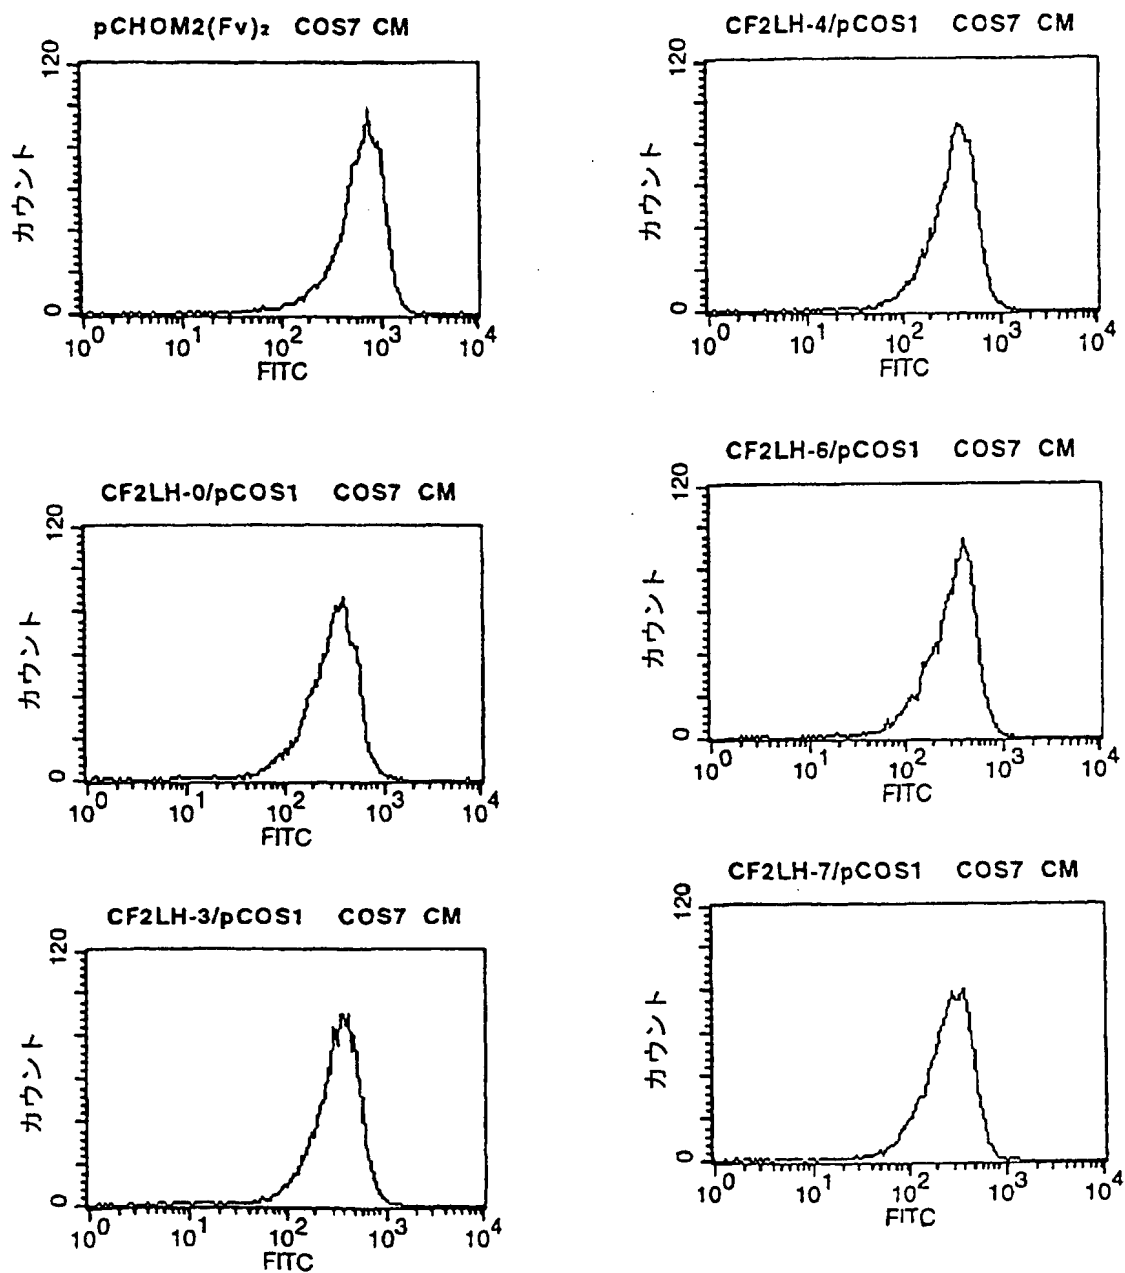 pCHOM2(Fv)₂ COS7 CM
120
カウント
0
10⁰ 10¹ 10² 10³ 10⁴
FITC
CF2LH-0/pCOS1 COS7 CM
120
カウント
0
10⁰ 10¹ 10² 10³ 10⁴
FITC
CF2LH-3/pCOS1 COS7 CM
120
カウント
0
10⁰ 10¹ 10² 10³ 10⁴
FITC
CF2LH-4/pCOS1 COS7 CM
120
カウント
0
10⁰ 10¹ 10² 10³ 10⁴
FITC
CF2LH-6/pCOS1 COS7 CM
120
カウント
0
10⁰ 10¹ 10² 10³ 10⁴
FITC
CF2LH-7/pCOS1 COS7 CM
120
カウント
0
10⁰ 10¹ 10² 10³ 10⁴
FITC